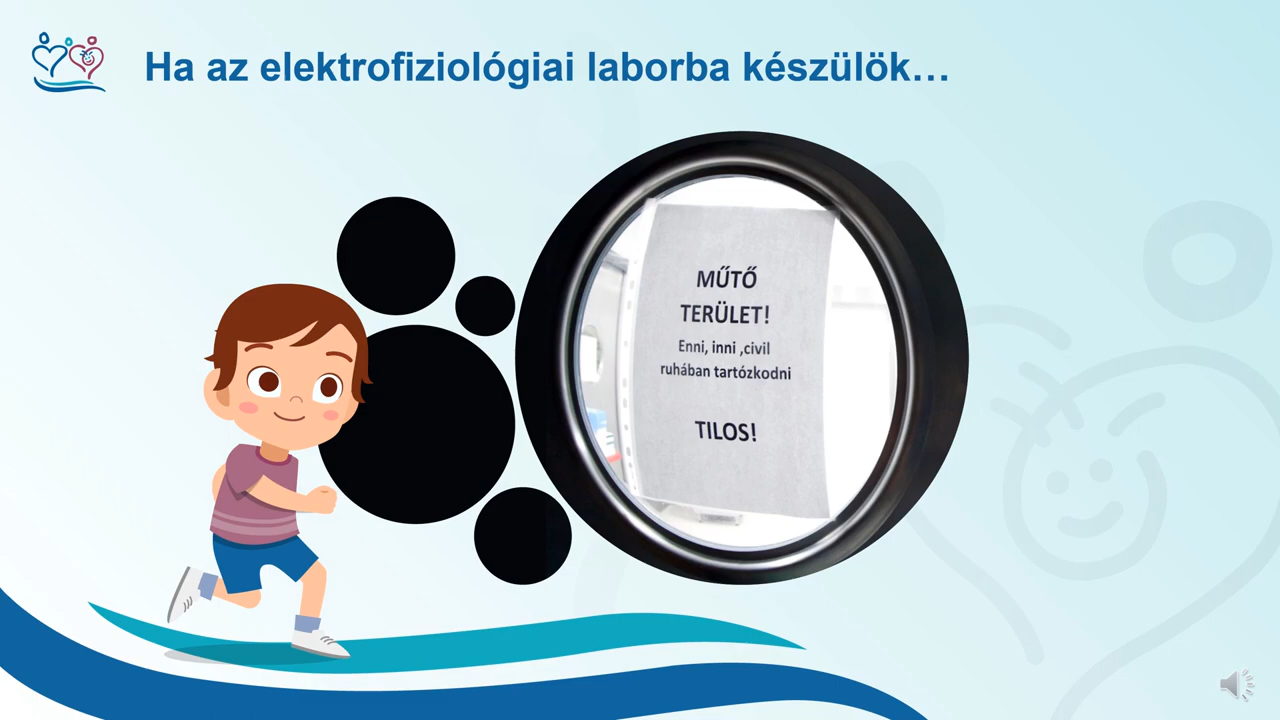 Ha az elektrofiziológiai laborba készülök…
MŰTŐ
TERÜLET!
Enni, inni ,civil
ruhában tartózkodni
TILOS!